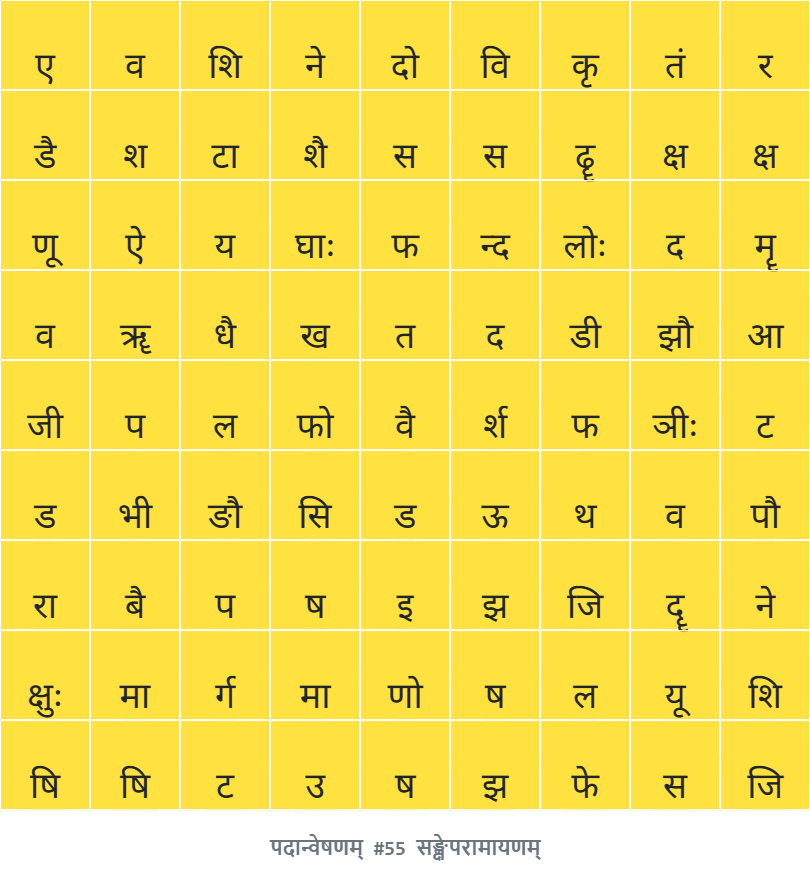 ए व शि ने दो वि कृ तं र
डै श टा शै स स ढॄ क्ष क्ष
णू ऐ य घाः फ न्द लोः द मॄ
व ॠ धै ख त द डी झौ आ
जी प ल फो वै र्श फ ञीः ट
ड भी ङौ सि ड ऊ थ व पौ
रा बै प ष इ झ जि दॄ ने
क्षुः मा र्ग मा णो ष ल यू शि
षि षि ट उ ष झ फे स जि
पदान्वेषणम् #55 सङ्क्षेपरामायणम्